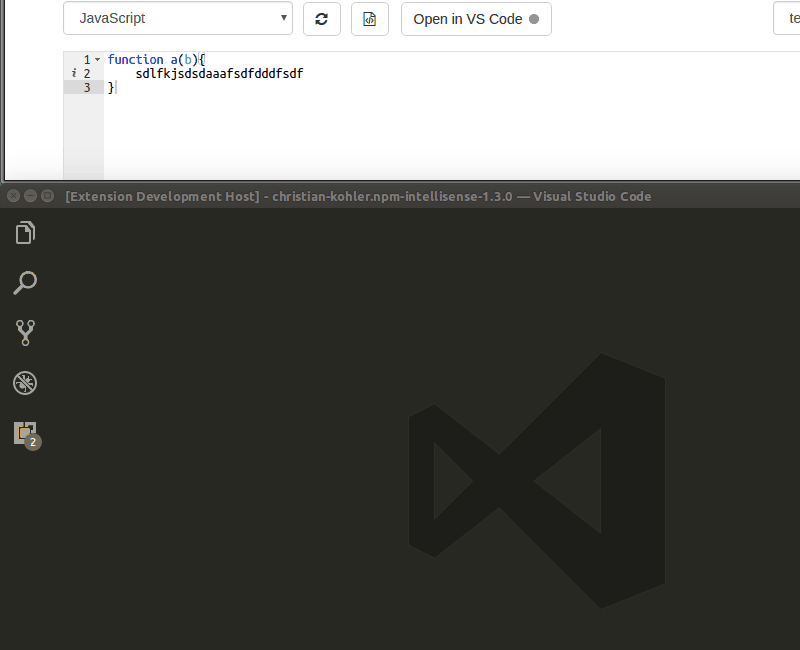 JavaScript
Open in VS Code
te
1 function a(b){
i 2 sdlfkjsdsdaaafsdfdddfsdf
3 }
[Extension Development Host] - christian-kohler.npm-intellisense-1.3.0 — Visual Studio Code
2